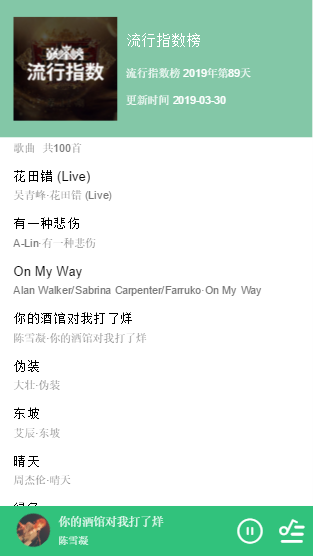 巅峰榜
流行指数
流行指数榜
流行指数榜 2019年第89天
更新时间 2019-03-30
歌曲 共100首
花田错 (Live)
吴青峰·花田错 (Live)
有一种悲伤
A-Lin·有一种悲伤
On My Way
Alan Walker/Sabrina Carpenter/Farruko·On My Way
你的酒馆对我打了烊
陈雪凝·你的酒馆对我打了烊
伪装
大壮·伪装
东坡
艾辰·东坡
晴天
周杰伦·晴天
你的酒馆对我打了烊
陈雪凝